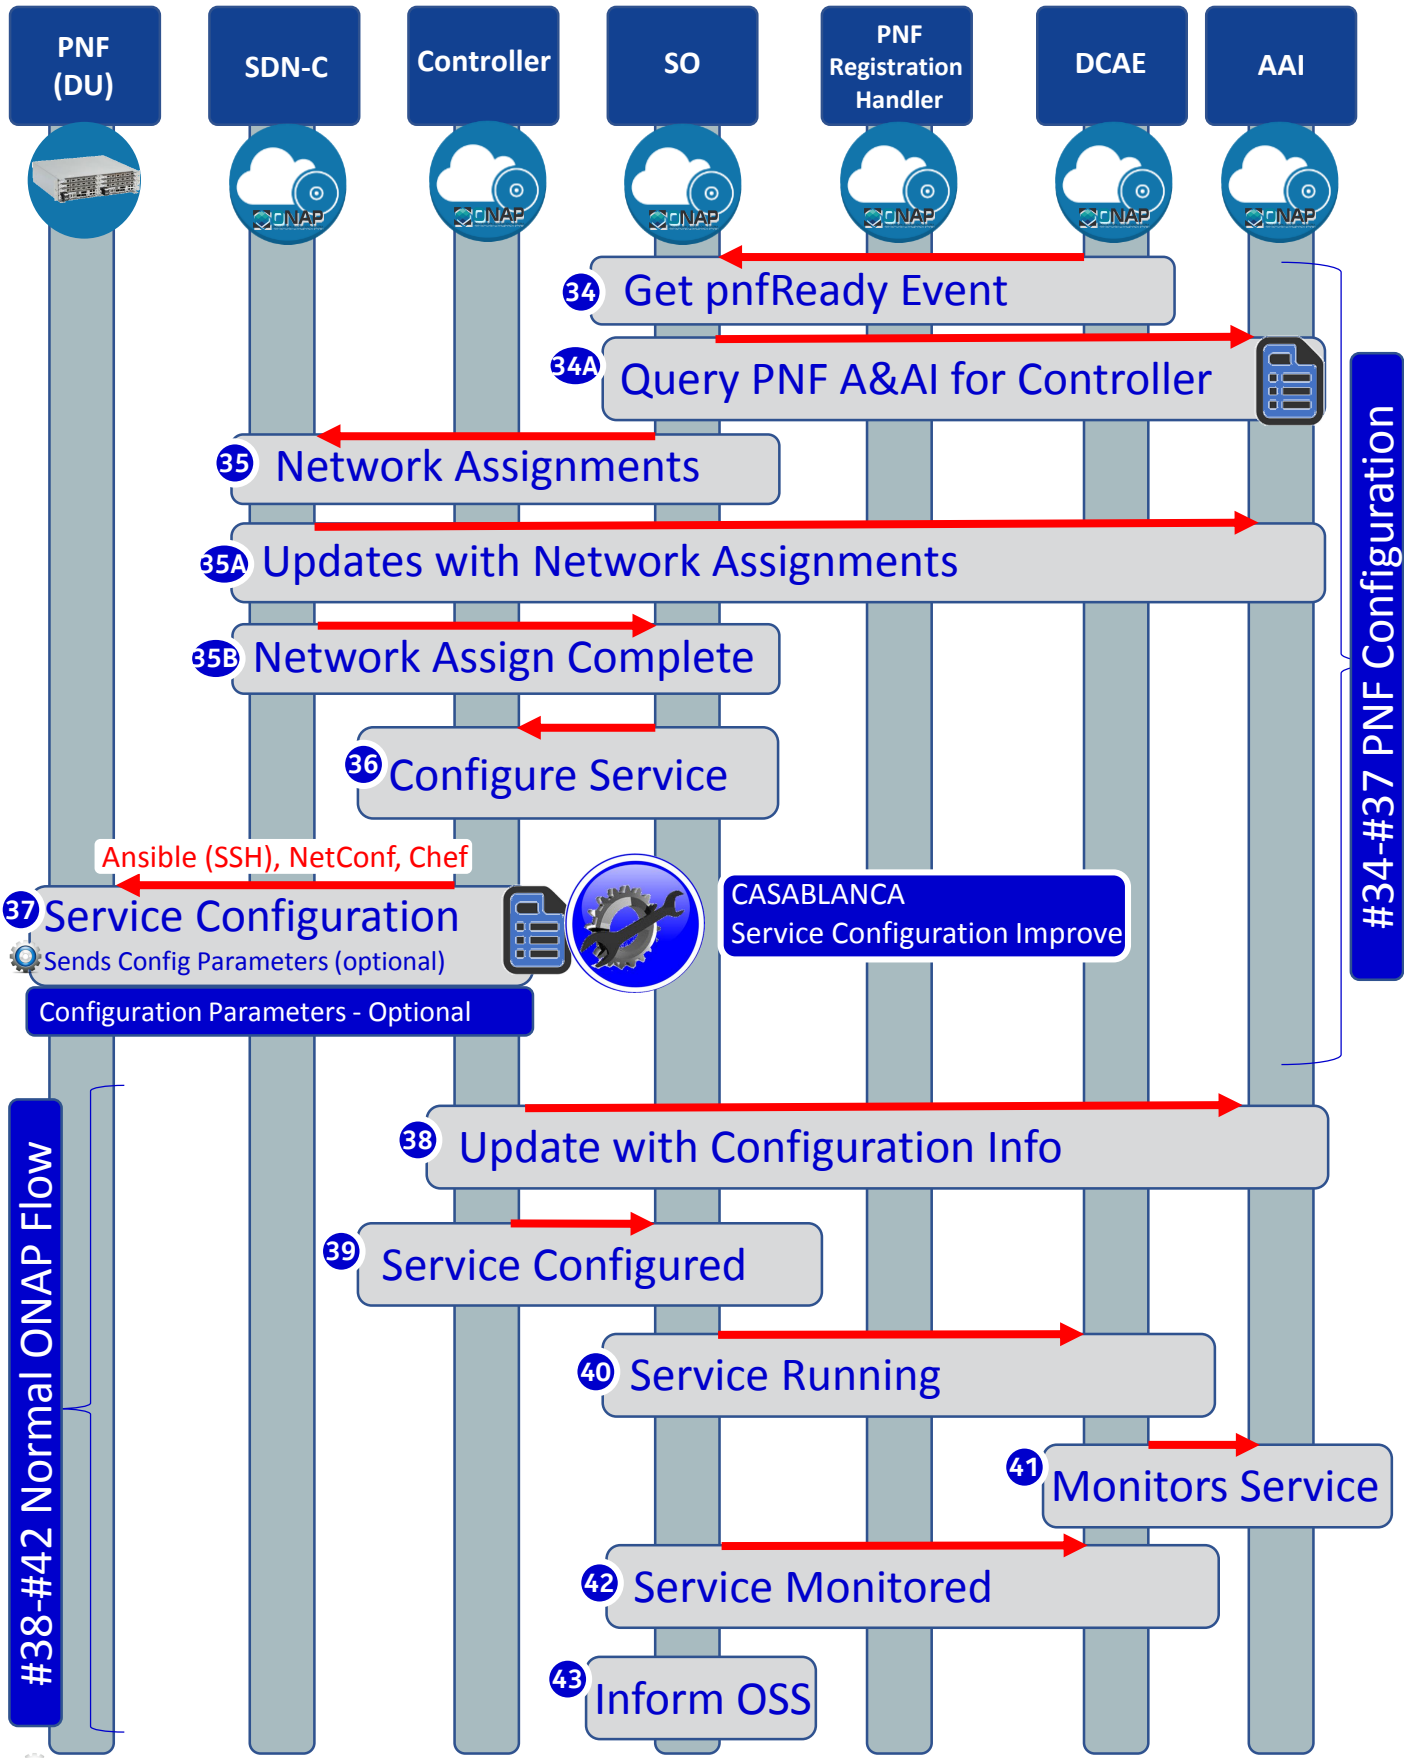 PNF
(DU)
SDN-C
Controller
SO
PNF
Registration
Handler
DCAE
AAI
ONAP
ONAP
ONAP
ONAP
ONAP
ONAP
34
Get pnfReady Event
34A
Query PNF A&AI for Controller
35
Network Assignments
35A
Updates with Network Assignments
35B
Network Assign Complete
36
Configure Service
#34-#37 PNF Configuration
Ansible (SSH), NetConf, Chef
37
Service Configuration
Sends Config Parameters (optional)
Configuration Parameters - Optional
CASABLANCA
Service Configuration Improve
#38-#42 Normal ONAP Flow
38
Update with Configuration Info
39
Service Configured
40
Service Running
41
Monitors Service
42
Service Monitored
43
Inform OSS